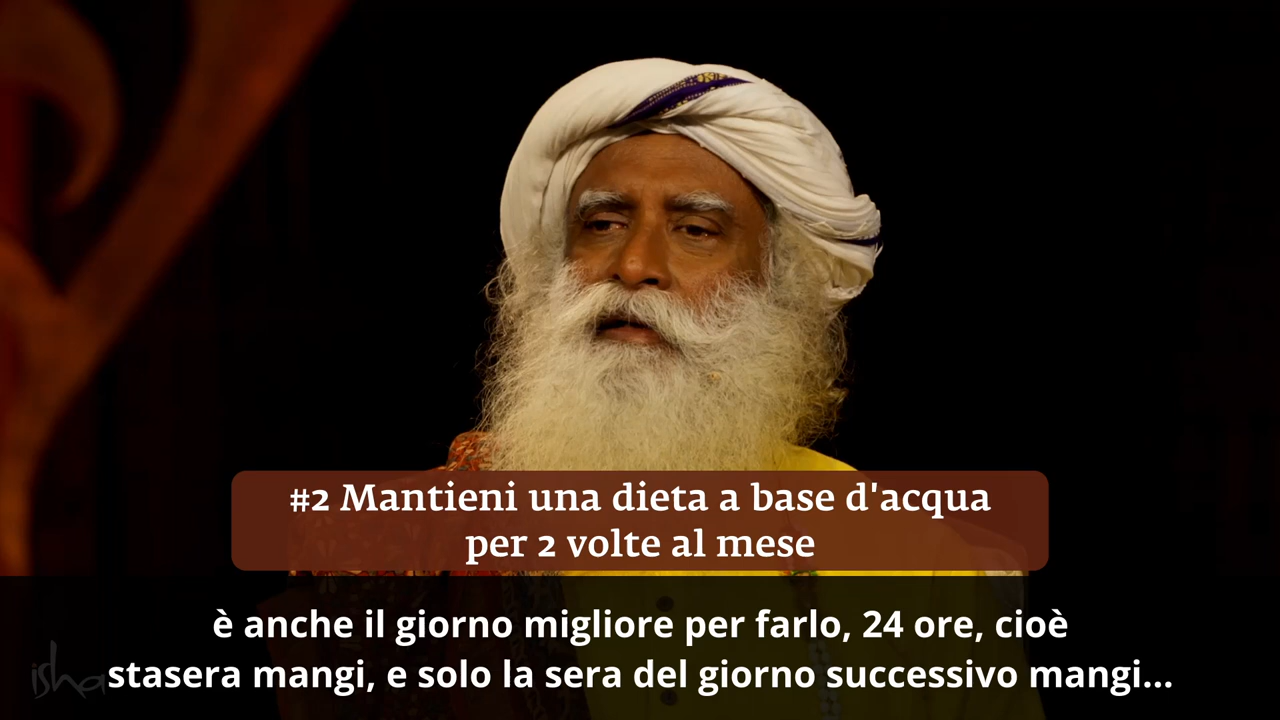 #2 Mantieni una dieta a base d'acqua
per 2 volte al mese
è anche il giorno migliore per farlo, 24 ore, cioè
stasera mangi, e solo la sera del giorno successivo mangi...
isha